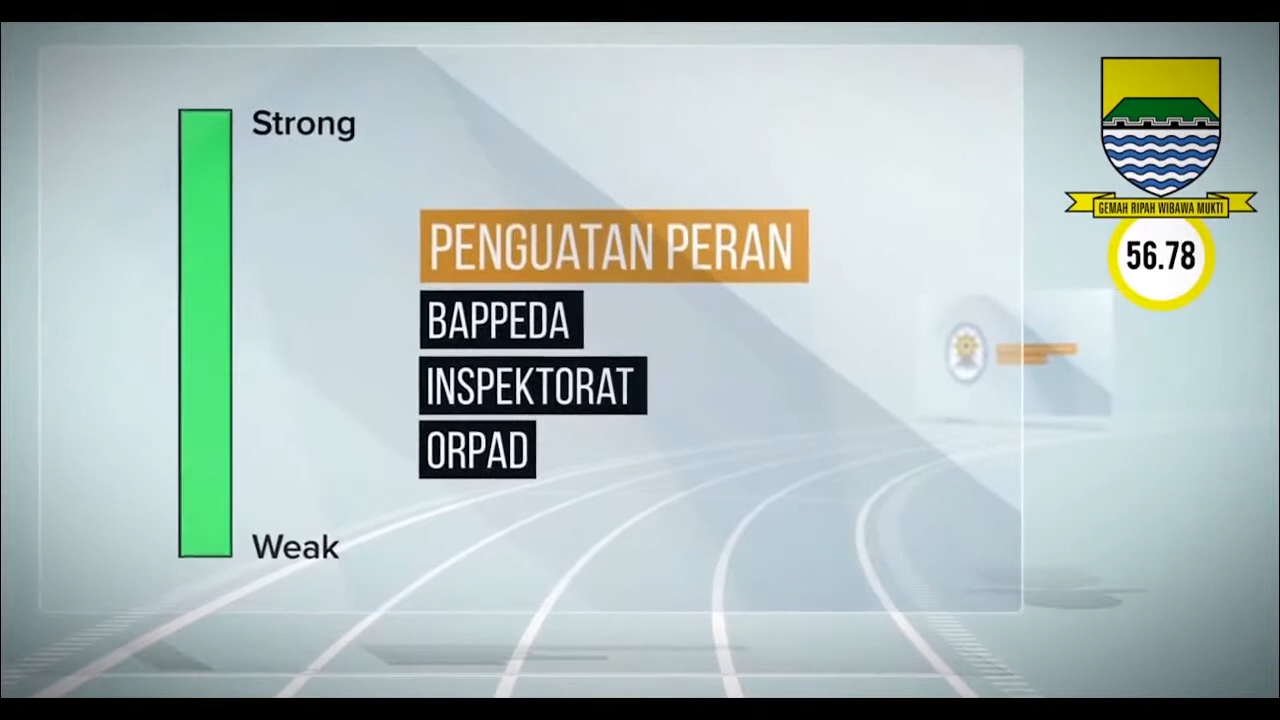 Strong
PENGUATAN PERAN
BAPPEDA
INSPEKTORAT
ORPAD
Weak
GEMAH RIPAH WIBAWA MUKTI
56.78